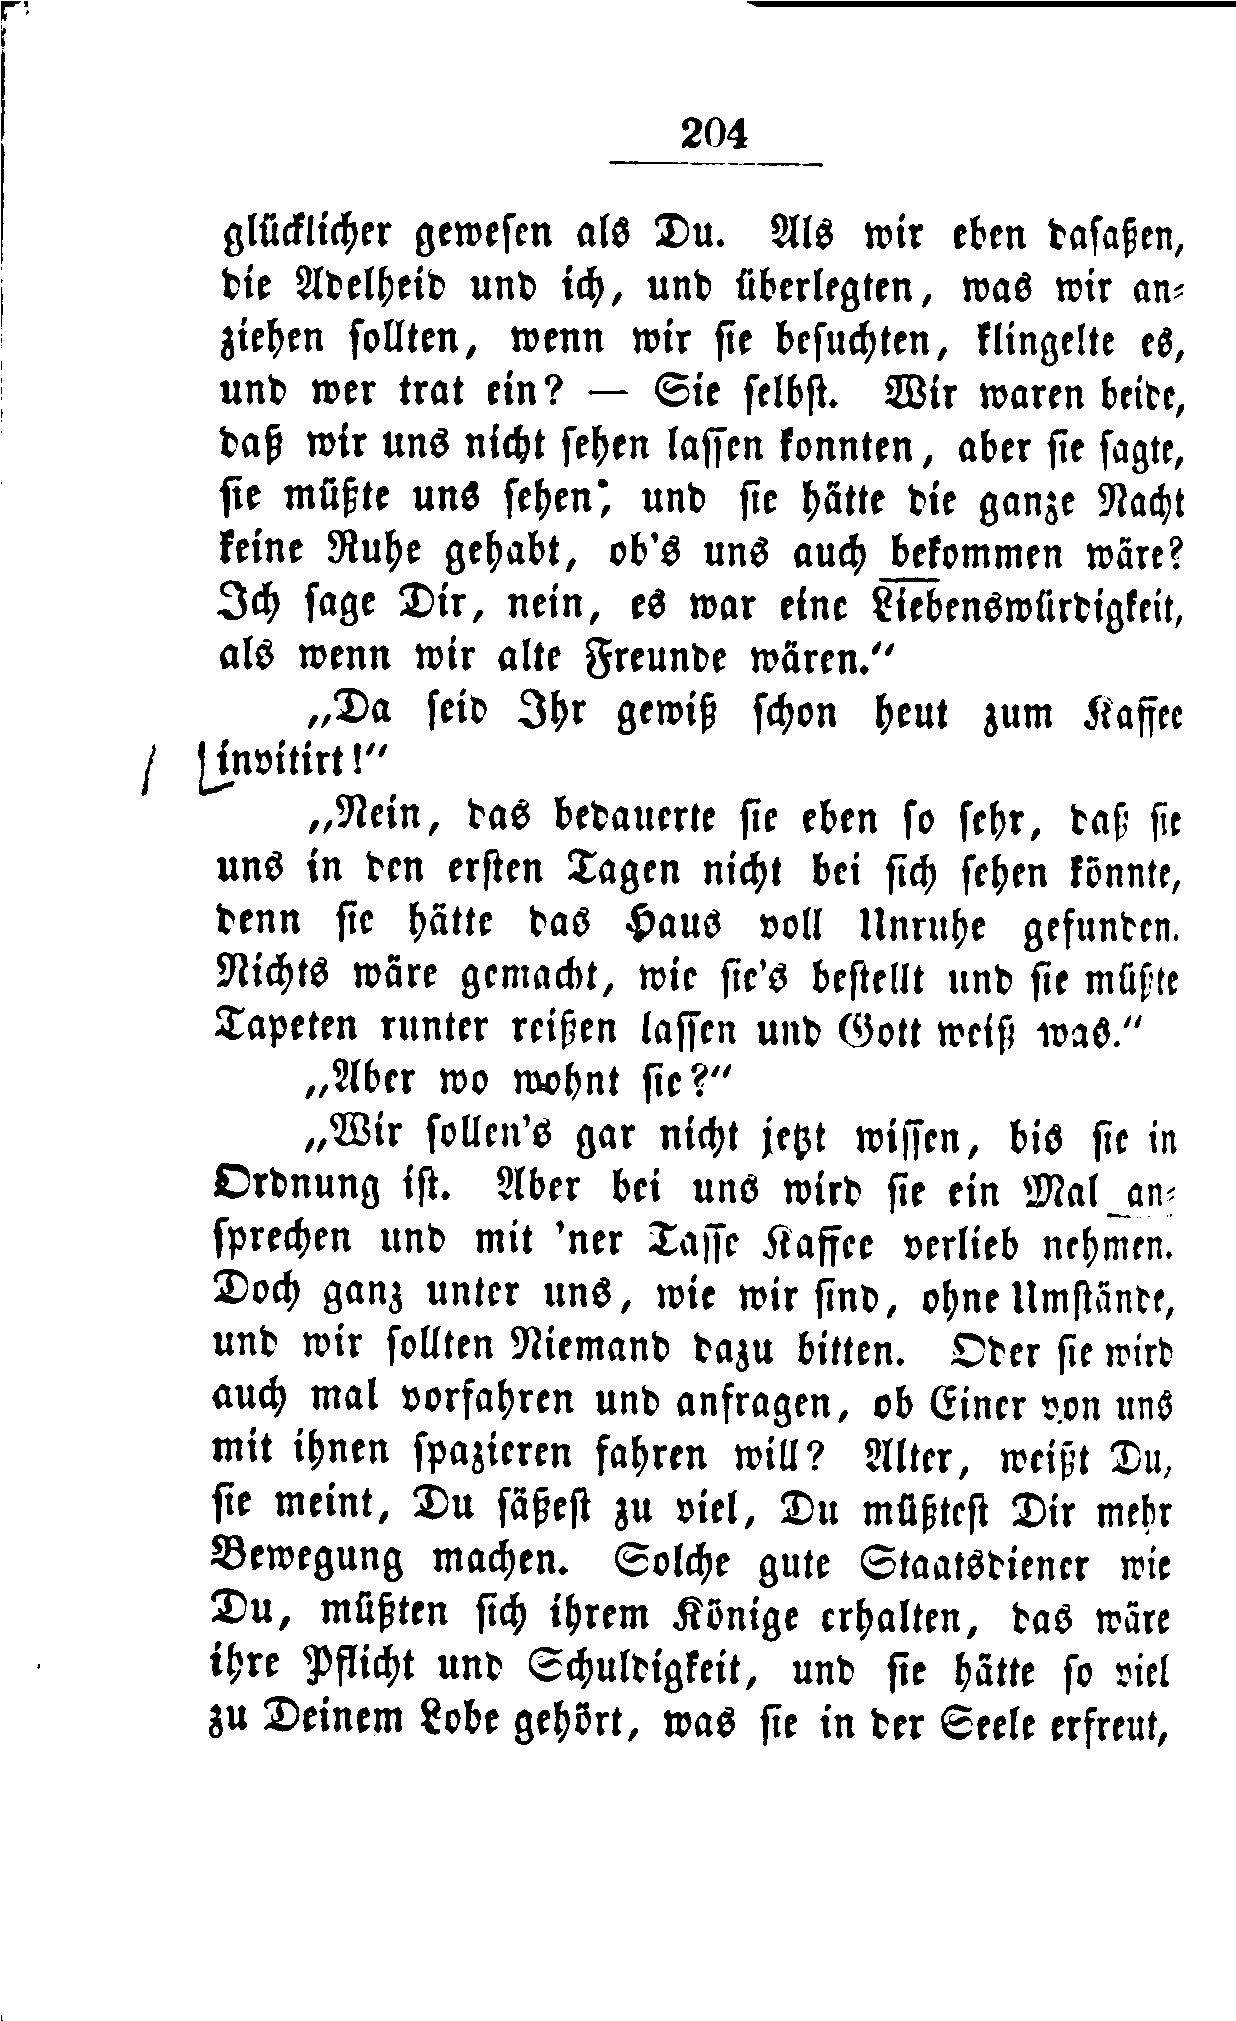 204
glücklicher gewesen als Du. Als wir eben dasaßen,
die Adelheid und ich, und überlegten, was wir an-
ziehen sollten, wenn wir sie besuchten, klingelte es,
und wer trat ein? — Sie selbst. Wir waren beide,
daß wir uns nicht sehen lassen konnten, aber sie sagte,
sie müßte uns sehen; und sie hätte die ganze Nacht
keine Ruhe gehabt, ob's uns auch bekommen wäre?
Ich sage Dir, nein, es war eine Liebenswürdigkeit,
als wenn wir alte Freunde wären.“
„Da seid Ihr gewiß schon heut zum Kaffee
invitirt!“
„Nein, das bedauerte sie eben so sehr, daß sie
uns in den ersten Tagen nicht bei sich sehen könnte,
denn sie hätte das Haus voll Unruhe gefunden.
Nichts wäre gemacht, wie sie's bestellt und sie müßte
Tapeten runter reißen lassen und Gott weiß was.“
„Aber wo wohnt sie?“
„Wir sollen's gar nicht jetzt wissen, bis sie in
Ordnung ist. Aber bei uns wird sie ein Mal an-
sprechen und mit 'ner Tasse Kaffee verlieb nehmen.
Doch ganz unter uns, wie wir sind, ohne Umstände,
und wir sollten Niemand dazu bitten. Oder sie wird
auch mal vorfahren und anfragen, ob Einer von uns
mit ihnen spazieren fahren will? Alter, weißt Du,
sie meint, Du säßest zu viel, Du müßtest Dir mehr
Bewegung machen. Solche gute Staatsdiener wie
Du, müßten sich ihrem Könige erhalten, das wäre
ihre Pflicht und Schuldigkeit, und sie hätte so viel
zu Deinem Lobe gehört, was sie in der Seele erfreut,